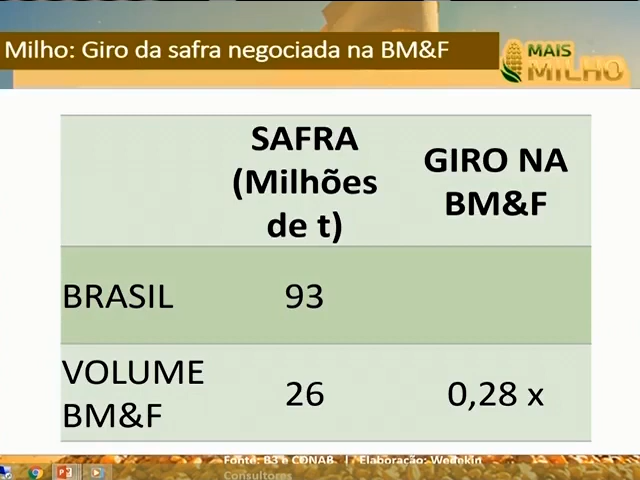 Milho: Giro da safra negociada na BM&F
MAIS
MILHO
SAFRA
(Milhões
de t)
GIRO NA
BM&F
BRASIL
93
VOLUME
BM&F
26
0,28 x
Fonte: B3 e CONAB | Elaboração: Wedekin
Consultores